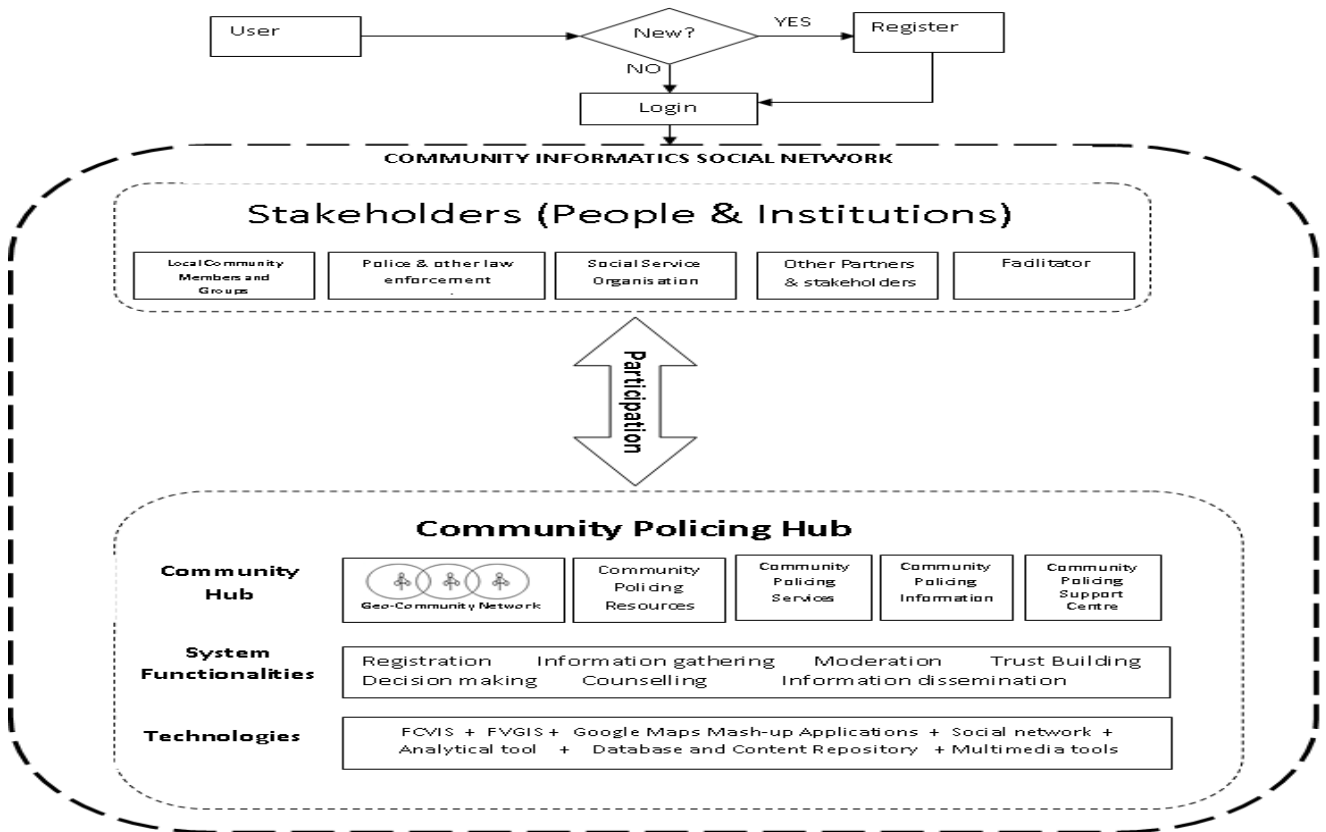 User
New?
YES
Register
NO
Login
COMMUNITY INFORMATICS SOCIAL NETWORK
Stakeholders (People & Institutions)
Local Community
Members and
Groups
Police & other law
enforcement
.
Social Service
Organisation
Other Partners
& stakeholders
Facilitator
Participation
Community Policing Hub
Community
Hub
Geo-Community Network
Community
Policing
Resources
Community
Policing
Services
Community
Policing
Information
Community
Policing
Support
Centre
System
Functionalities
Registration Information gathering Moderation Trust Building
Decision making Counselling Information dissemination
Technologies
FCVIS + FVGIS + Google Maps Mash-up Applications + Social network +
Analytical tool + Database and Content Repository + Multimedia tools